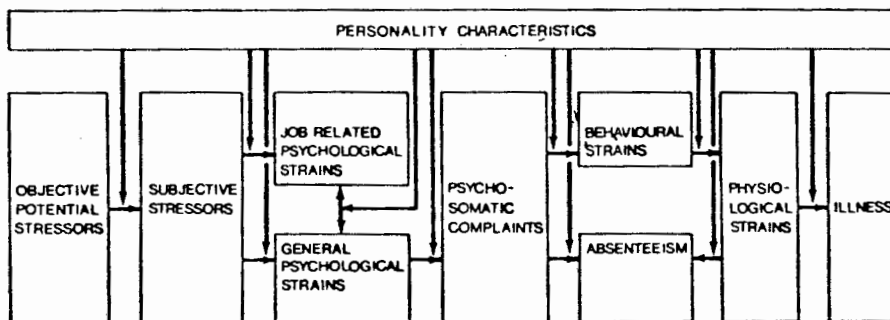 PERSONALITY CHARACTERISTICS
OBJECTIVE
POTENTIAL
STRESSORS
SUBJECTIVE
STRESSORS
JOB RELATED
PSYCHOLOGICAL
STRAINS
GENERAL
PSYCHOLOGICAL
STRAINS
PSYCHO-
SOMATIC
COMPLAINTS
BEHAVIOURAL
STRAINS
ABSENTEEISM
PHYSIO-
LOGICAL
STRAINS
ILLNESS